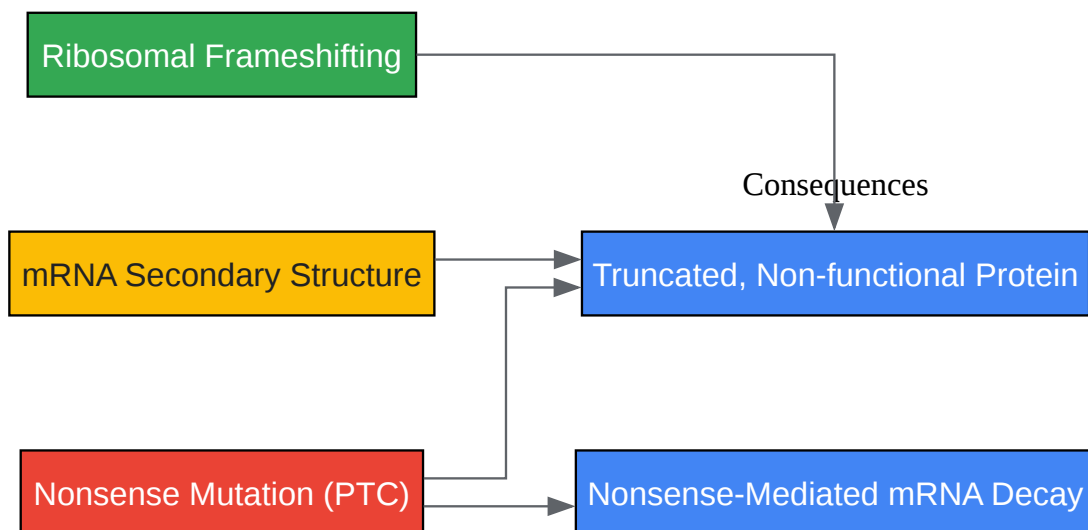 Ribosomal Frameshifting
Consequences
mRNA Secondary Structure
Truncated, Non-functional Protein
Nonsense Mutation (PTC)
Nonsense-Mediated mRNA Decay